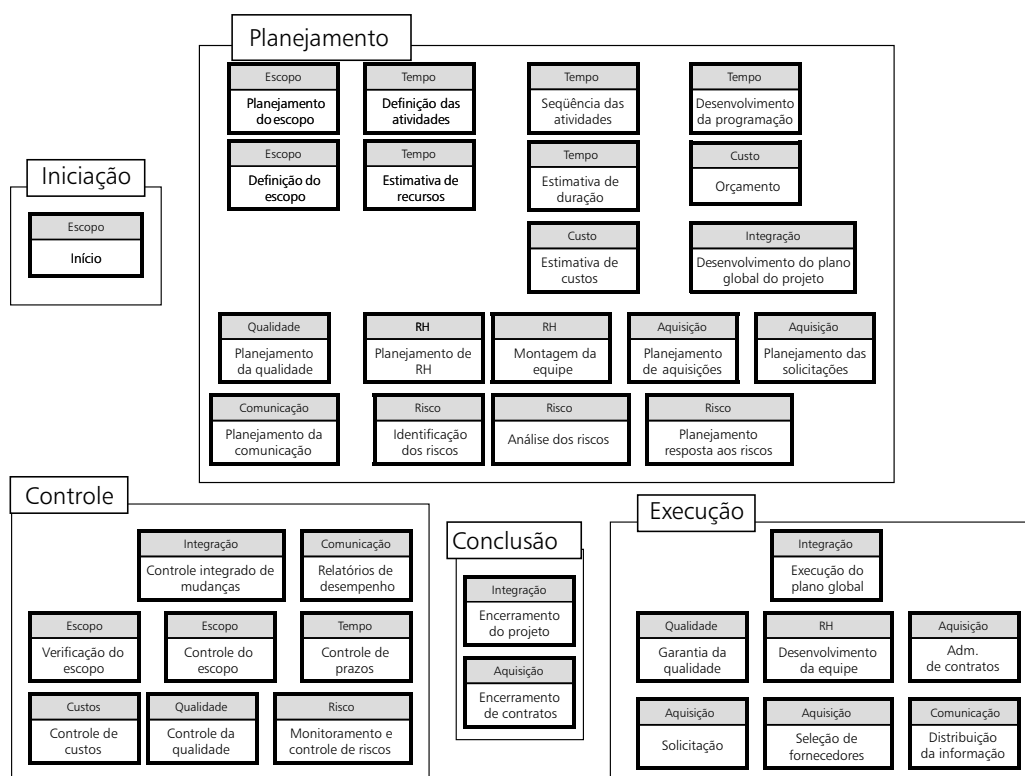 Planejamento
Escopo
Planejamento
do escopo
Tempo
Definição das
atividades
Tempo
Seqüência das
atividades
Tempo
Desenvolvimento
da programação
Escopo
Definição do
escopo
Tempo
Estimativa de
recursos
Tempo
Estimativa de
duração
Custo
Orçamento
Custo
Estimativa de
custos
Integração
Desenvolvimento do plano
global do projeto
Qualidade
Planejamento
da qualidade
RH
Planejamento de
RH
RH
Montagem da
equipe
Aquisição
Planejamento
de aquisições
Aquisição
Planejamento das
solicitações
Comunicação
Planejamento da
comunicação
Risco
Identificação
dos riscos
Risco
Análise dos riscos
Risco
Planejamento
resposta aos riscos
Iniciação
Escopo
Início
Controle
Integração
Controle integrado de
mudanças
Comunicação
Relatórios de
desempenho
Escopo
Verificação do
escopo
Escopo
Controle do
escopo
Tempo
Controle de
prazos
Custos
Controle de
custos
Qualidade
Controle da
qualidade
Risco
Monitoramento e
controle de riscos
Conclusão
Integração
Encerramento
do projeto
Aquisição
Encerramento
de contratos
Execução
Integração
Execução do
plano global
Qualidade
Garantia da
qualidade
RH
Desenvolvimento
da equipe
Aquisição
Adm.
de contratos
Aquisição
Solicitação
Aquisição
Seleção de
fornecedores
Comunicação
Distribuição
da informação